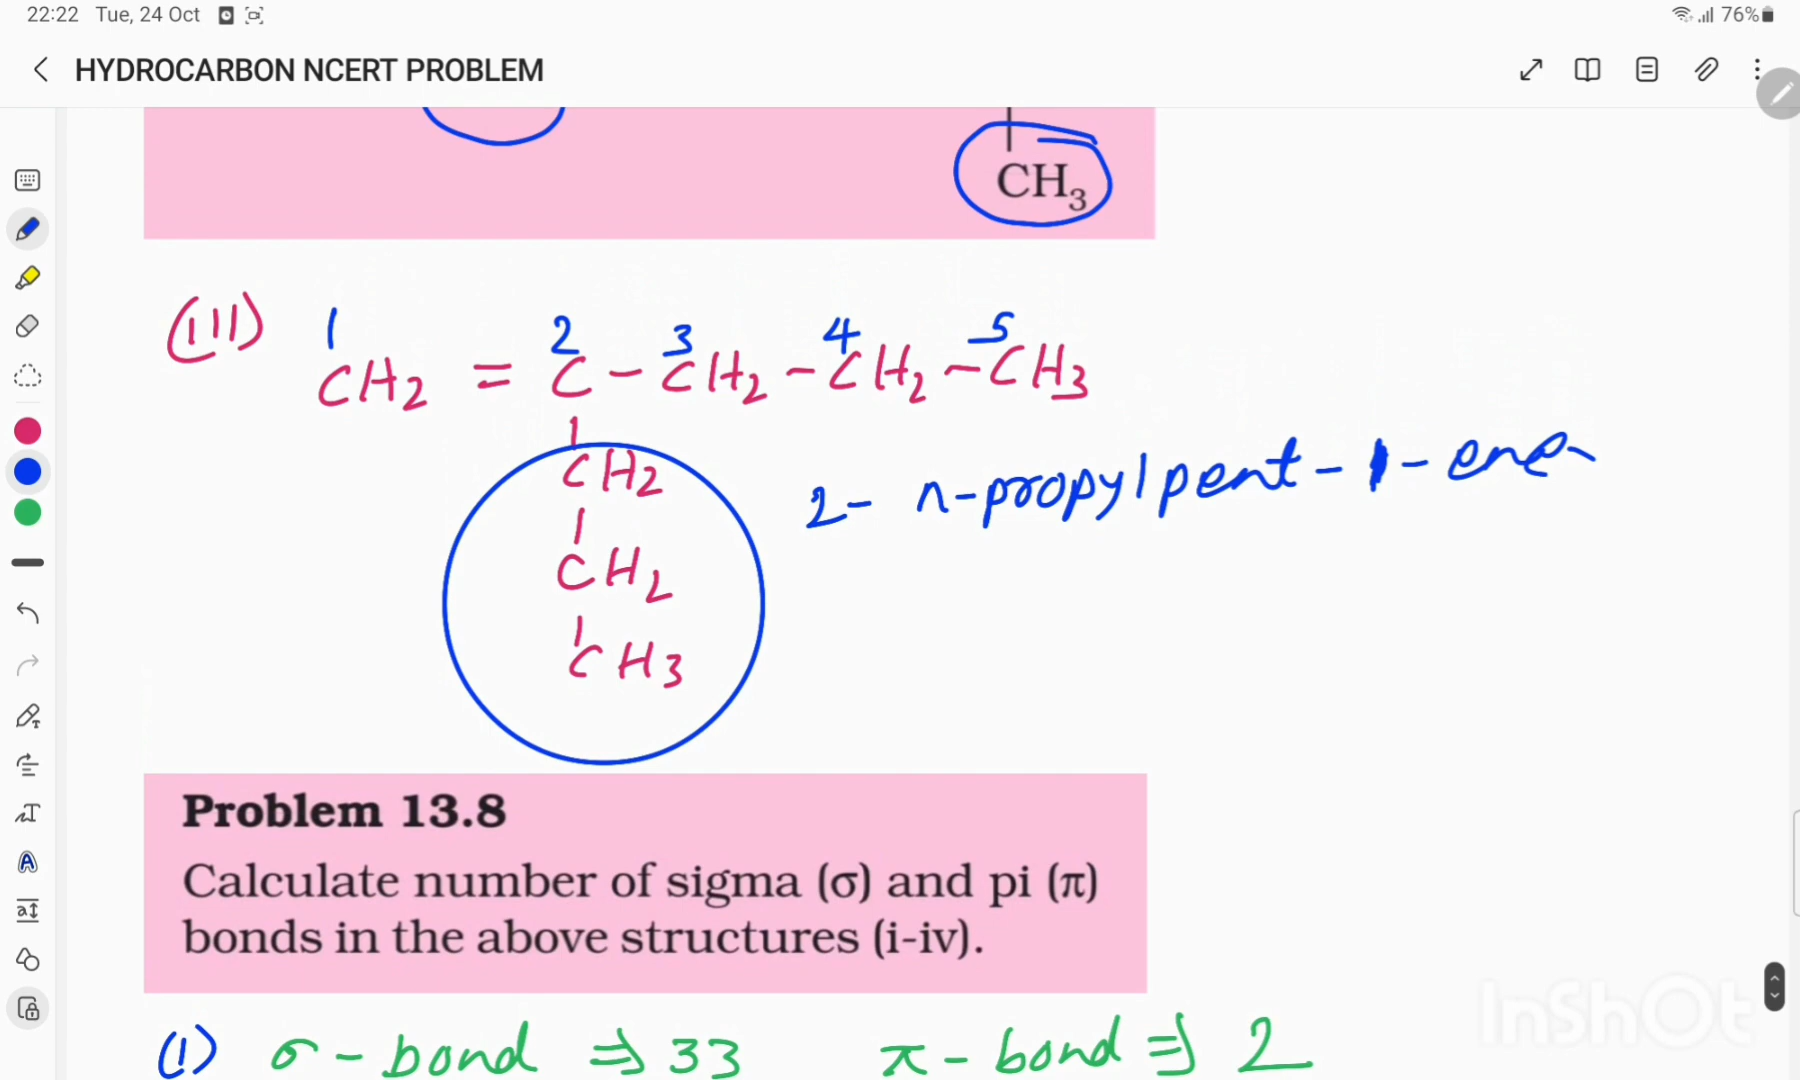 22:22 Tue, 24 Oct 76%
HYDROCARBON NCERT PROBLEM
CH₃
(iii) 1 2 3 4 5
CH₂ = C - CH₂ - CH₂ - CH₃
CH₂
2- n-propylpent-1-ene
CH₂
CH₃
Problem 13.8
Calculate number of sigma (σ) and pi (π)
bonds in the above structures (i-iv).
InShOt
(i) σ - bond ⇒ 33 π - bond ⇒ 2